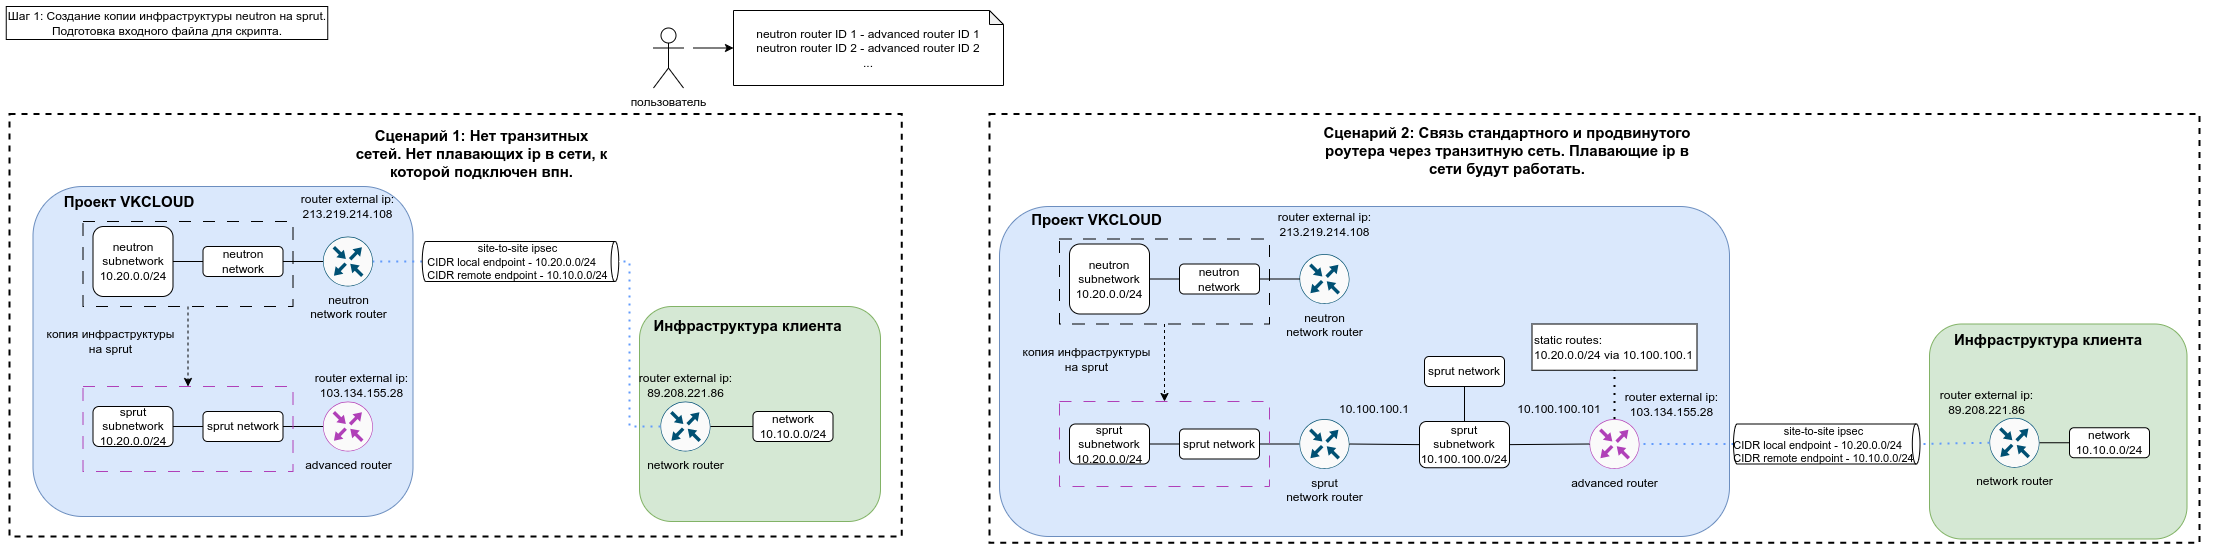 Шаг 1: Создание копии инфраструктуры neutron на sprut.
Подготовка входного файла для скрипта.
пользователь
neutron router ID 1 - advanced router ID 1
neutron router ID 2 - advanced router ID 2
...
Сценарий 1: Нет транзитных
сетей. Нет плавающих ip в сети, к
которой подключен впн.
Проект VKCLOUD
router external ip:
213.219.214.108
neutron
subnetwork
10.20.0.0/24
neutron
network
neutron
network router
site-to-site ipsec
CIDR local endpoint - 10.20.0.0/24
CIDR remote endpoint - 10.10.0.0/24
копия инфраструктуры
на sprut
router external ip:
103.134.155.28
sprut
subnetwork
10.20.0.0/24
sprut network
advanced router
Инфраструктура клиента
router external ip:
89.208.221.86
network router
network
10.10.0.0/24
Сценарий 2: Связь стандартного и продвинутого
роутера через транзитную сеть. Плавающие ip в
сети будут работать.
Проект VKCLOUD
router external ip:
213.219.214.108
neutron
subnetwork
10.20.0.0/24
neutron
network
neutron
network router
копия инфраструктуры
на sprut
sprut
subnetwork
10.20.0.0/24
sprut network
sprut
network router
10.100.100.1
sprut network
sprut
subnetwork
10.100.100.0/24
10.100.100.101
static routes:
10.20.0.0/24 via 10.100.100.1
router external ip:
103.134.155.28
advanced router
site-to-site ipsec
CIDR local endpoint - 10.20.0.0/24
CIDR remote endpoint - 10.10.0.0/24
Инфраструктура клиента
router external ip:
89.208.221.86
network router
network
10.10.0.0/24